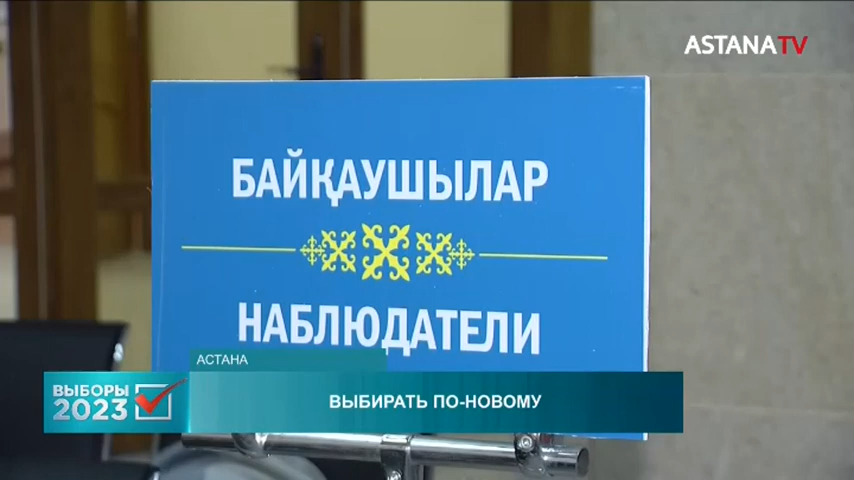 ASTANATV
БАЙҚАУШЫЛАР
НАБЛЮДАТЕЛИ
АСТАНА
ВЫБОРЫ
2023
ВЫБИРАТЬ ПО-НОВОМУ